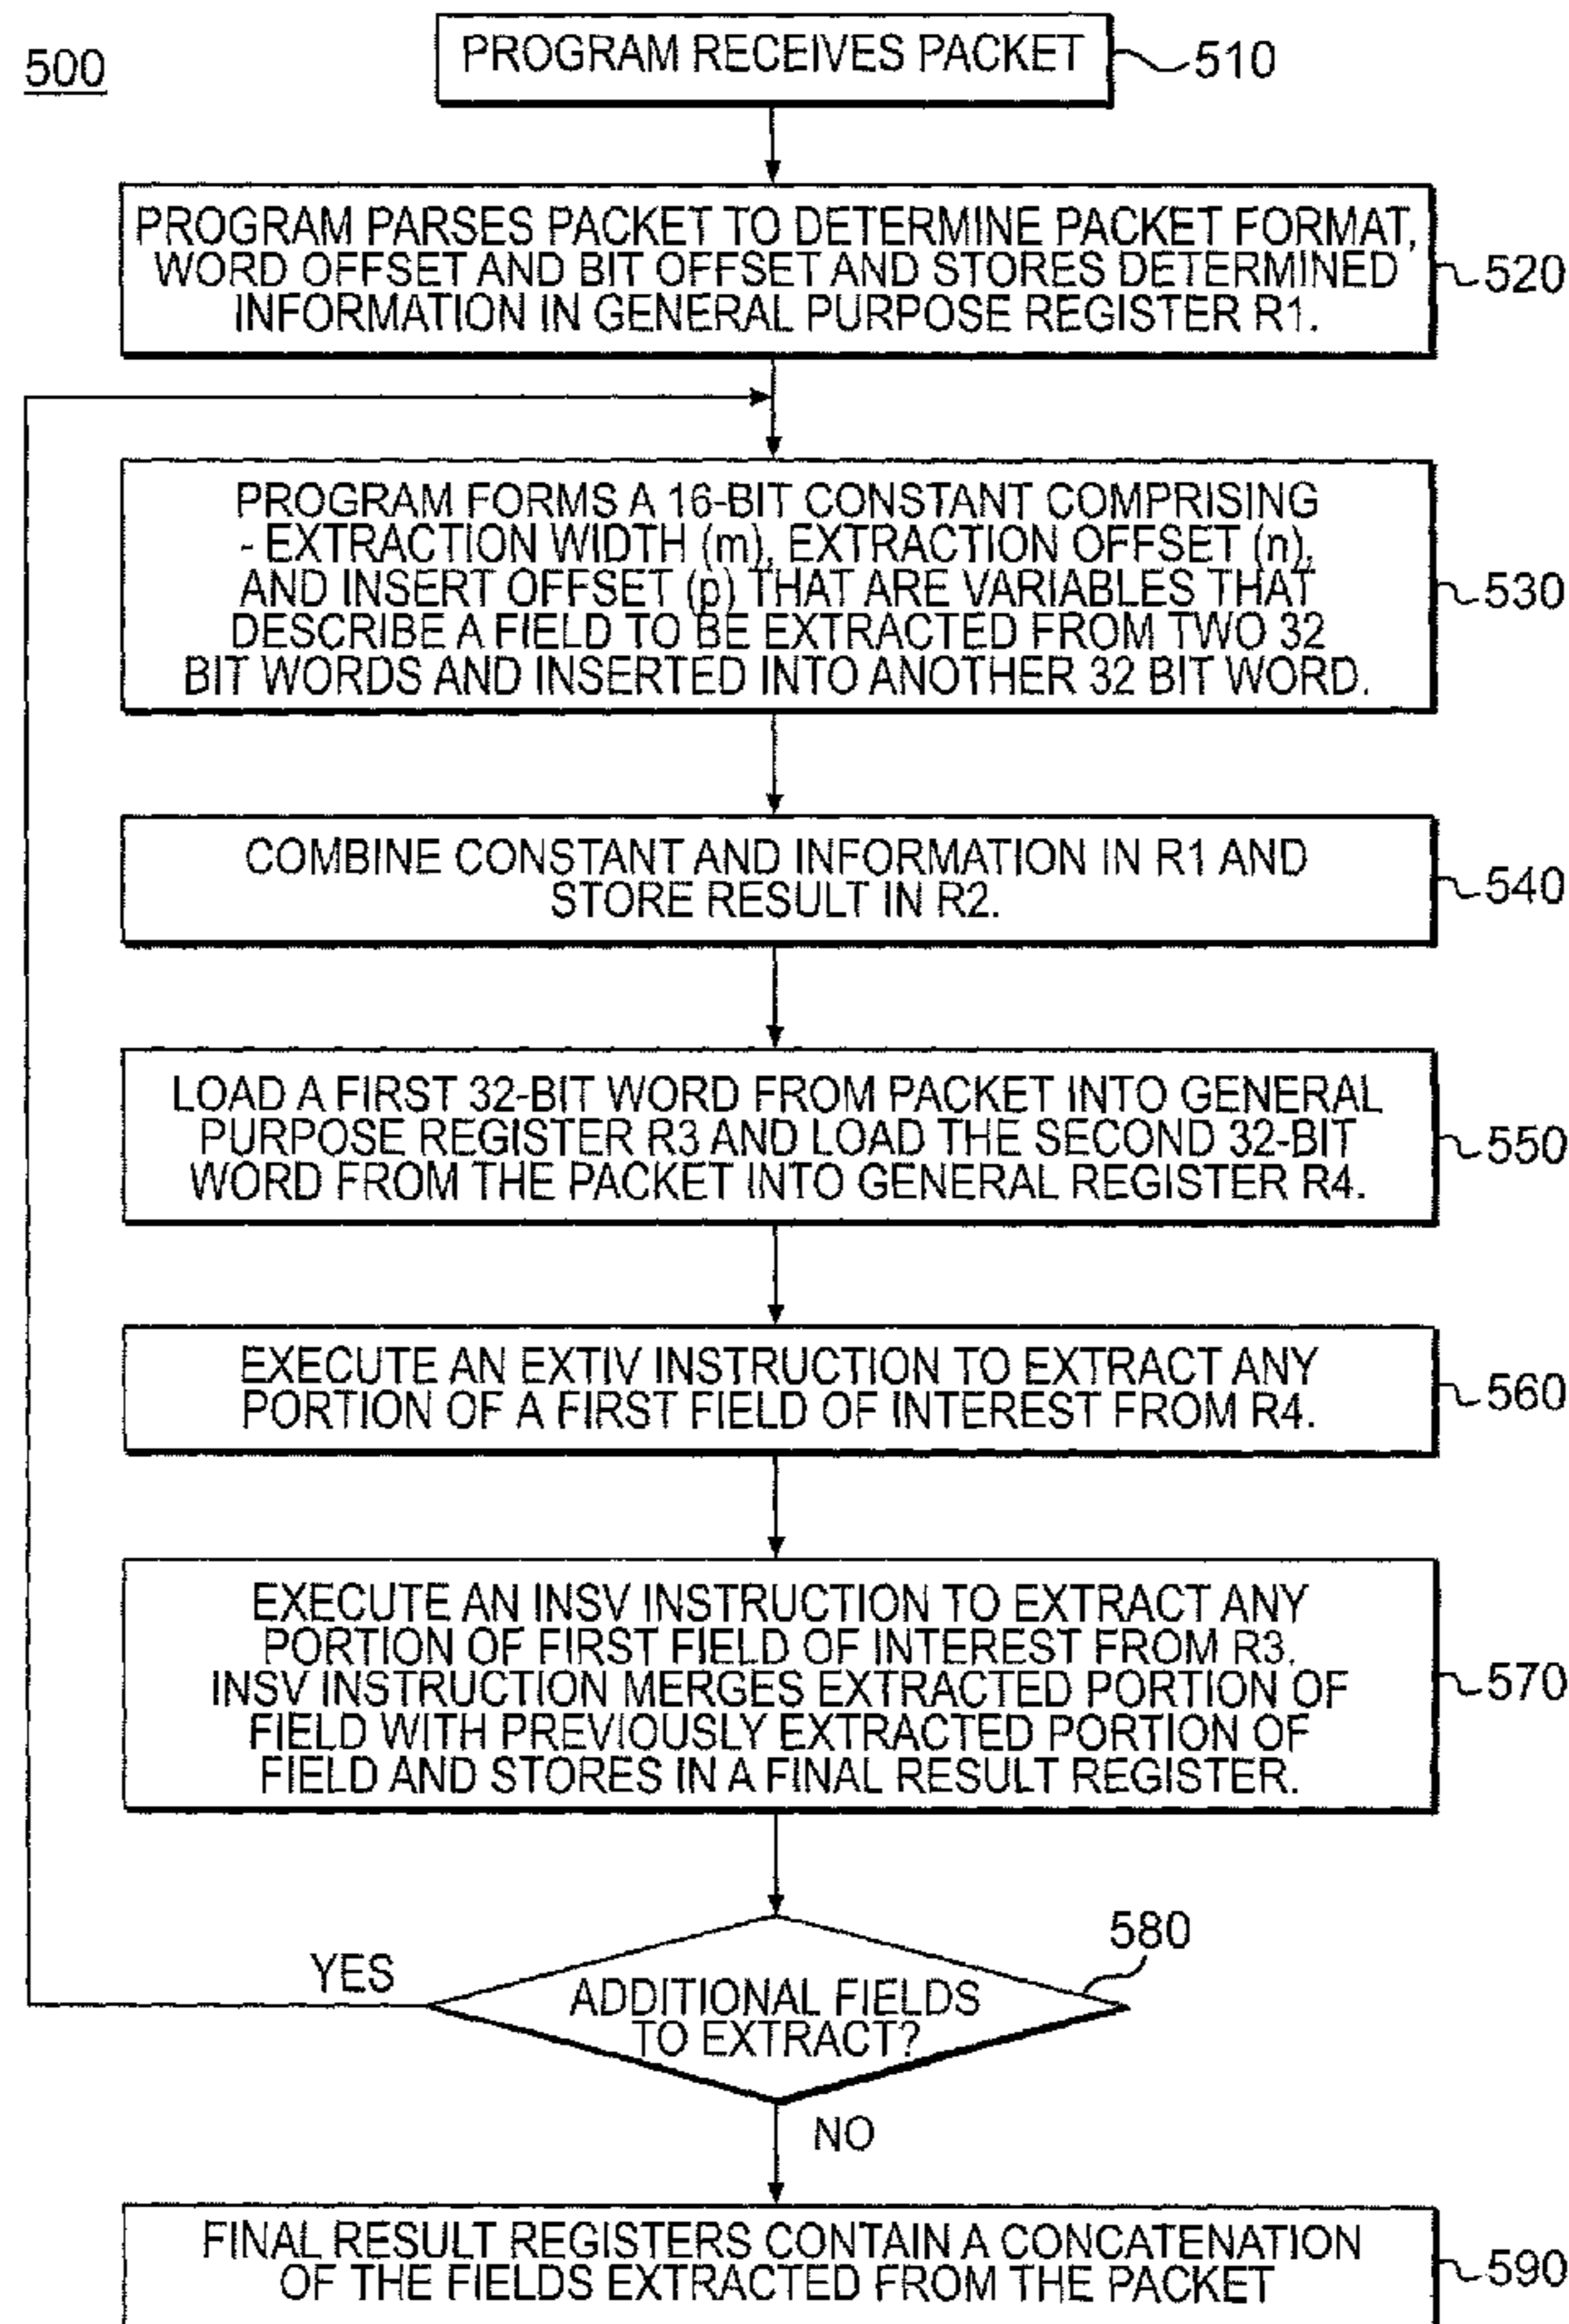 500
PROGRAM RECEIVES PACKET
510
PROGRAM PARSES PACKET TO DETERMINE PACKET FORMAT,
WORD OFFSET AND BIT OFFSET AND STORES DETERMINED
INFORMATION IN GENERAL PURPOSE REGISTER R1.
520
PROGRAM FORMS A 16-BIT CONSTANT COMPRISING
- EXTRACTION WIDTH (m), EXTRACTION OFFSET (n),
AND INSERT OFFSET (p) THAT ARE VARIABLES THAT
DESCRIBE A FIELD TO BE EXTRACTED FROM TWO 32
BIT WORDS AND INSERTED INTO ANOTHER 32 BIT WORD.
530
COMBINE CONSTANT AND INFORMATION IN R1 AND
STORE RESULT IN R2.
540
LOAD A FIRST 32-BIT WORD FROM PACKET INTO GENERAL
PURPOSE REGISTER R3 AND LOAD THE SECOND 32-BIT
WORD FROM THE PACKET INTO GENERAL REGISTER R4.
550
EXECUTE AN EXTIV INSTRUCTION TO EXTRACT ANY
PORTION OF A FIRST FIELD OF INTEREST FROM R4.
560
EXECUTE AN INSV INSTRUCTION TO EXTRACT ANY
PORTION OF FIRST FIELD OF INTEREST FROM R3.
INSV INSTRUCTION MERGES EXTRACTED PORTION OF
FIELD WITH PREVIOUSLY EXTRACTED PORTION OF
FIELD AND STORES IN A FINAL RESULT REGISTER.
570
580
YES
ADDITIONAL FIELDS
TO EXTRACT?
NO
FINAL RESULT REGISTERS CONTAIN A CONCATENATION
OF THE FIELDS EXTRACTED FROM THE PACKET
590